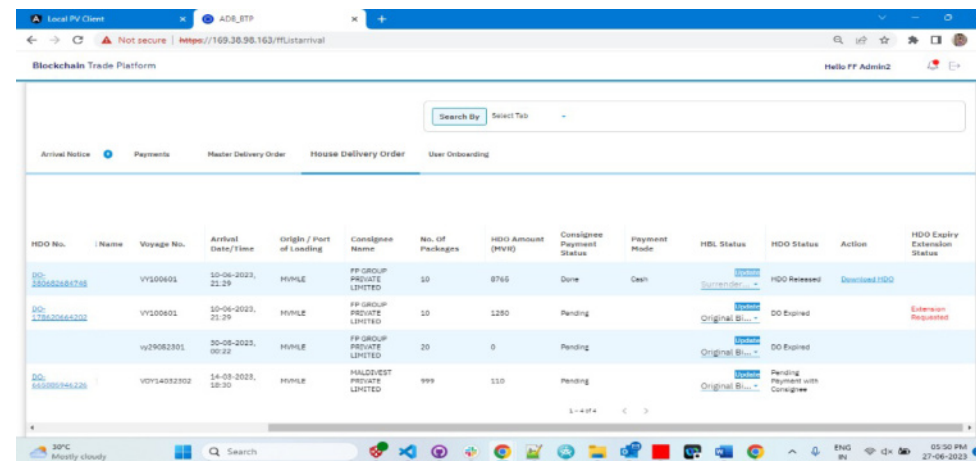 Local PV Client
ADB_BTP
Not secure | https://169.38.98.163/ffListarrival
Blockchain Trade Platform
Hello FF Admin2
Search By Select Tab
Arrival Notice Payments Master Delivery Order House Delivery Order User Onboarding
HDO No. : Name Voyage No. Arrival Date/Time Origin / Port of Loading Consignee Name No. Of Packages HDO Amount (MVR) Consignee Payment Status Payment Mode HBL Status HDO Status Action HDO Expiry Extension Status
DO-380682684748 VY100601 10-06-2023, 21:29 MVMLE FP GROUP PRIVATE LIMITED 10 8765 Done Cash Update Surrender... HDO Released Download HDO
DO-178620664202 VY100601 10-06-2023, 21:29 MVMLE FP GROUP PRIVATE LIMITED 10 1250 Pending Update Original Bi... DO Expired Extension Requested
vy29082301 30-05-2023, 00:22 MVMLE FP GROUP PRIVATE LIMITED 20 0 Pending Update Original Bi... DO Expired
VOY14032302 14-03-2023, 18:30 MVMLE MALDIVEST PRIVATE LIMITED 999 110 Pending Update Original Bi... Pending Payment with Consignee
1 - 4 of 4
30°C
Mostly cloudy
Search
ENG
IN
05:50 PM
27-06-2023